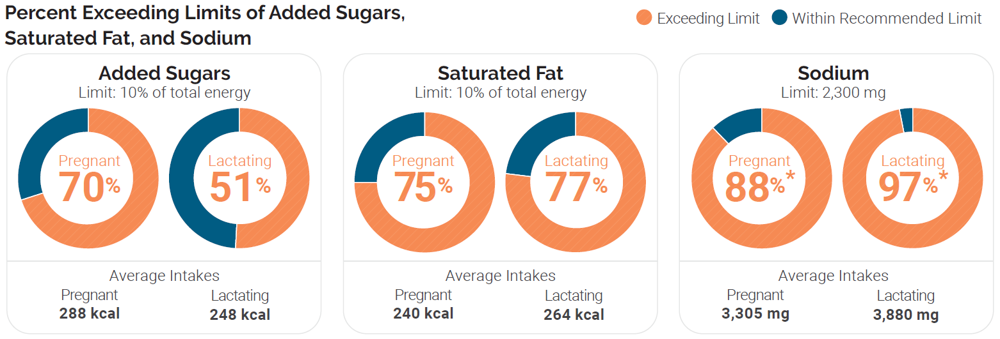 Percent Exceeding Limits of Added Sugars,
Saturated Fat, and Sodium
Exceeding Limit
Within Recommended Limit
Added Sugars
Limit: 10% of total energy
Pregnant
70%
Lactating
51%
Average Intakes
Pregnant
288 kcal
Lactating
248 kcal
Saturated Fat
Limit: 10% of total energy
Pregnant
75%
Lactating
77%
Average Intakes
Pregnant
240 kcal
Lactating
264 kcal
Sodium
Limit: 2,300 mg
Pregnant
88%*
Lactating
97%*
Average Intakes
Pregnant
3,305 mg
Lactating
3,880 mg